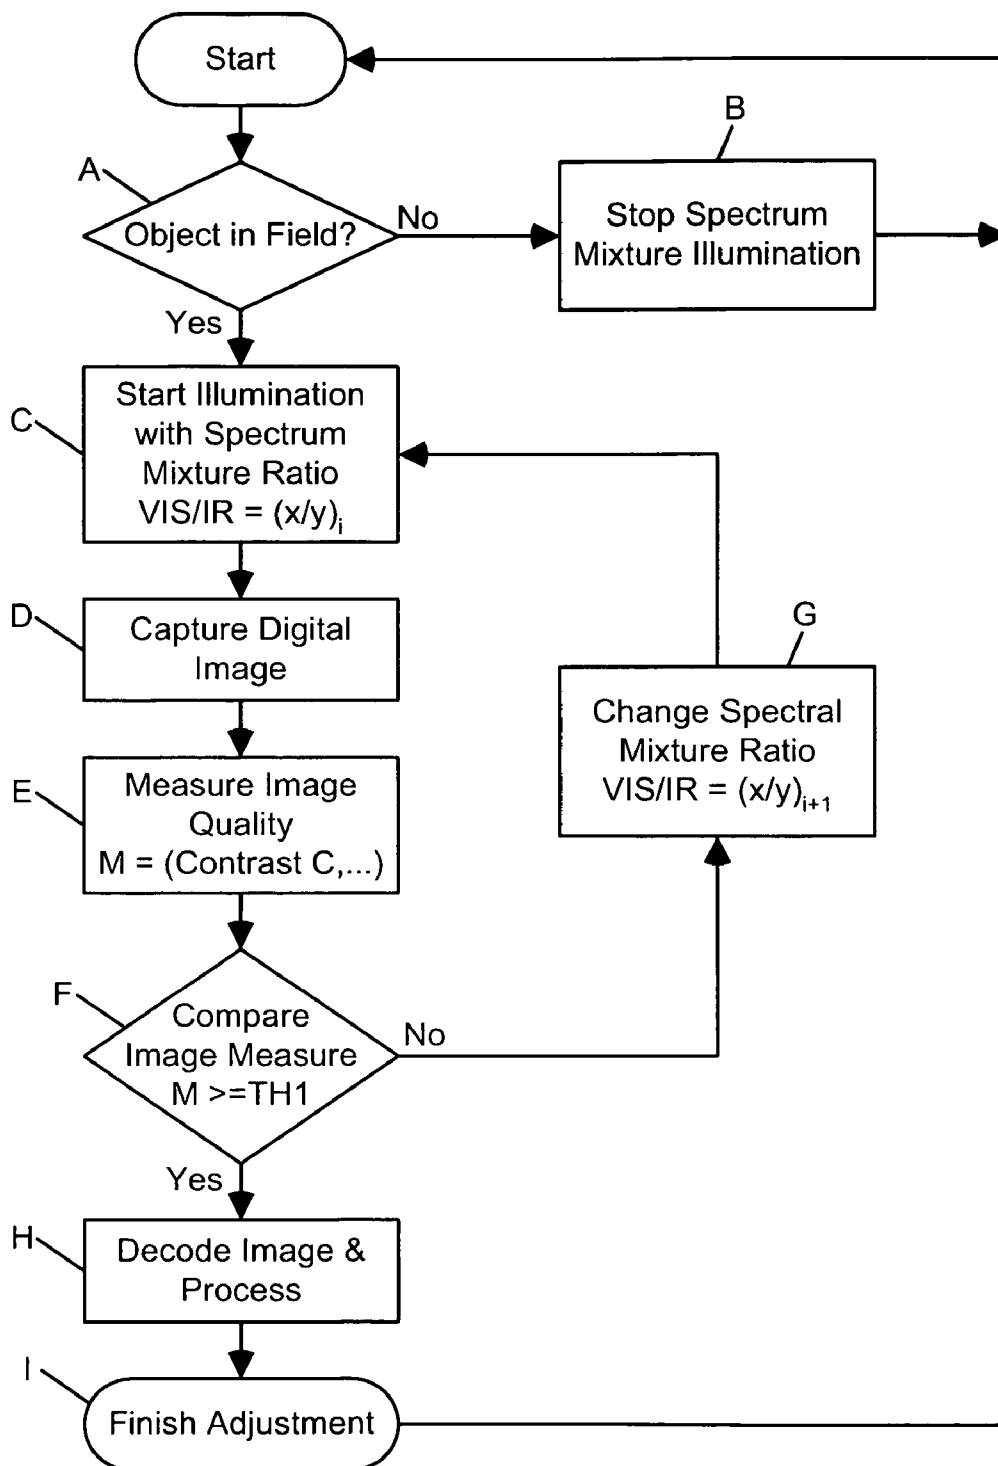 Start
A
Object in Field?
No
B
Stop Spectrum
Mixture Illumination
Yes
C
Start Illumination
with Spectrum
Mixture Ratio
VIS/IR = (x/y)i
D
Capture Digital
Image
G
Change Spectral
Mixture Ratio
VIS/IR = (x/y)i+1
E
Measure Image
Quality
M = (Contrast C,...)
F
Compare
Image Measure
M >=TH1
No
Yes
H
Decode Image &
Process
I
Finish Adjustment